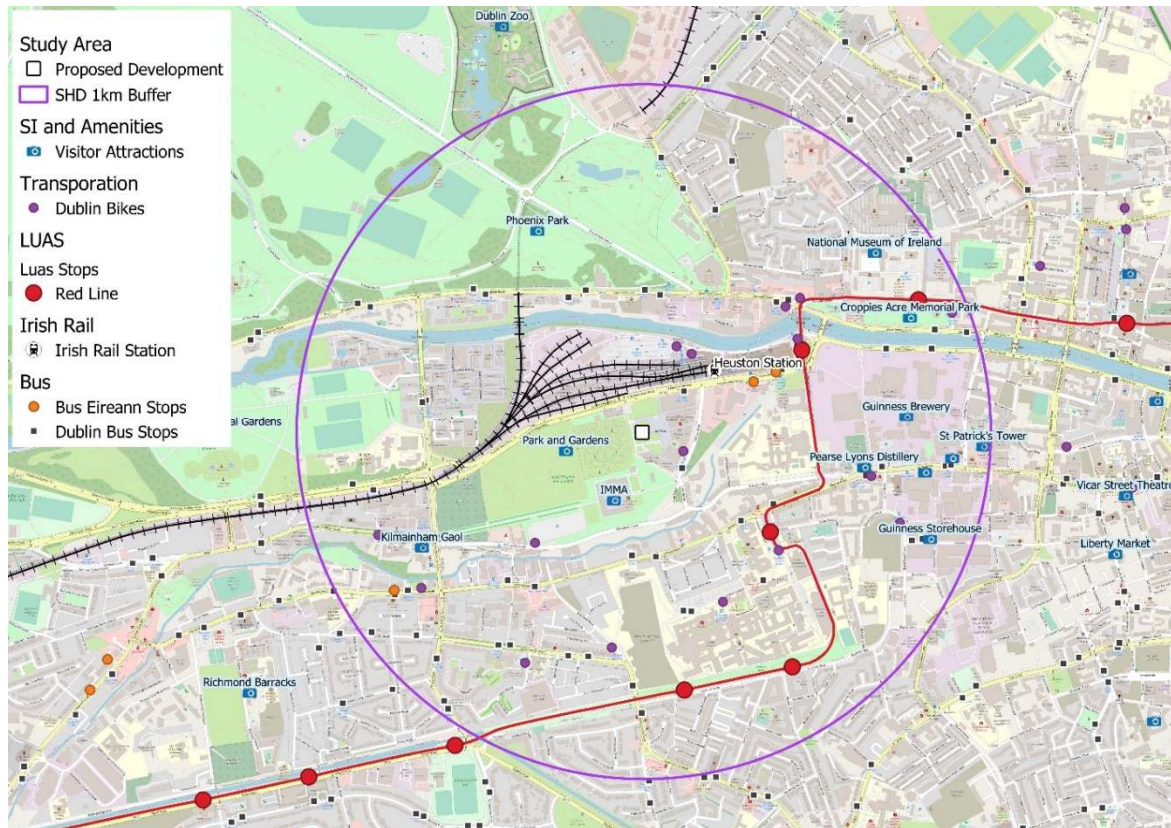 Study Area
Proposed Development
SHD 1km Buffer
SI and Amenities
Visitor Attractions
Transporation
Dublin Bikes
LUAS
Luas Stops
Red Line
Irish Rail
Irish Rail Station
Bus
Bus Eireann Stops
Dublin Bus Stops
Dublin Zoo
Phoenix Park
National Museum of Ireland
Croppies Acre Memorial Park
Heuston Station
Guinness Brewery
al Gardens
Park and Gardens
St Patrick's Tower
Pearse Lyons Distillery
IMMA
Vicar Street Theatre
Guinness Storehouse
Kilmainham Gaol
Liberty Market
Richmond Barracks